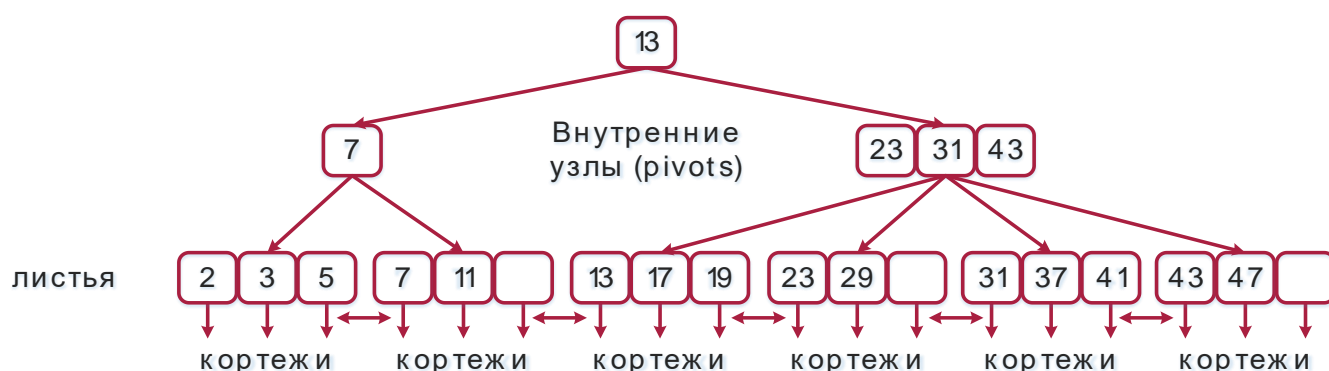 13
7 Внутренние 23 31 43
узлы (pivots)
листья 2 3 5 7 11 13 17 19 23 29 31 37 41 43 47
кортежи кортежи кортежи кортежи кортежи кортежи